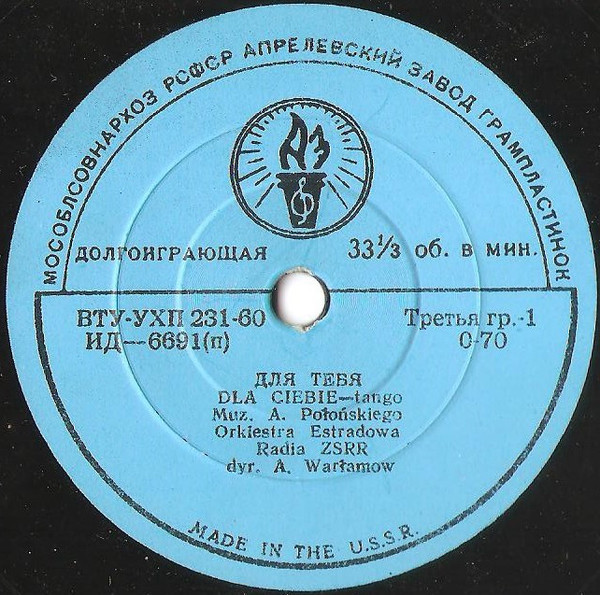 МОСОБЛСОВНАРХОЗ РСФСР АПРЕЛЕВСКИЙ ЗАВОД ГРАМПЛАСТИНОК
АЗ
ДОЛГОИГРАЮЩАЯ 33⅓ об. в мин.
ВТУ-УХП 231-60 Третья гр.-1
ИД—6691(п) 0-70
ДЛЯ ТЕБЯ
DLA CIEBIE—tango
Muz. A. Połońskiego
Orkiestra Estradowa
Radia ZSRR
dyr. A. Warłamow
MADE IN THE U.S.S.R.